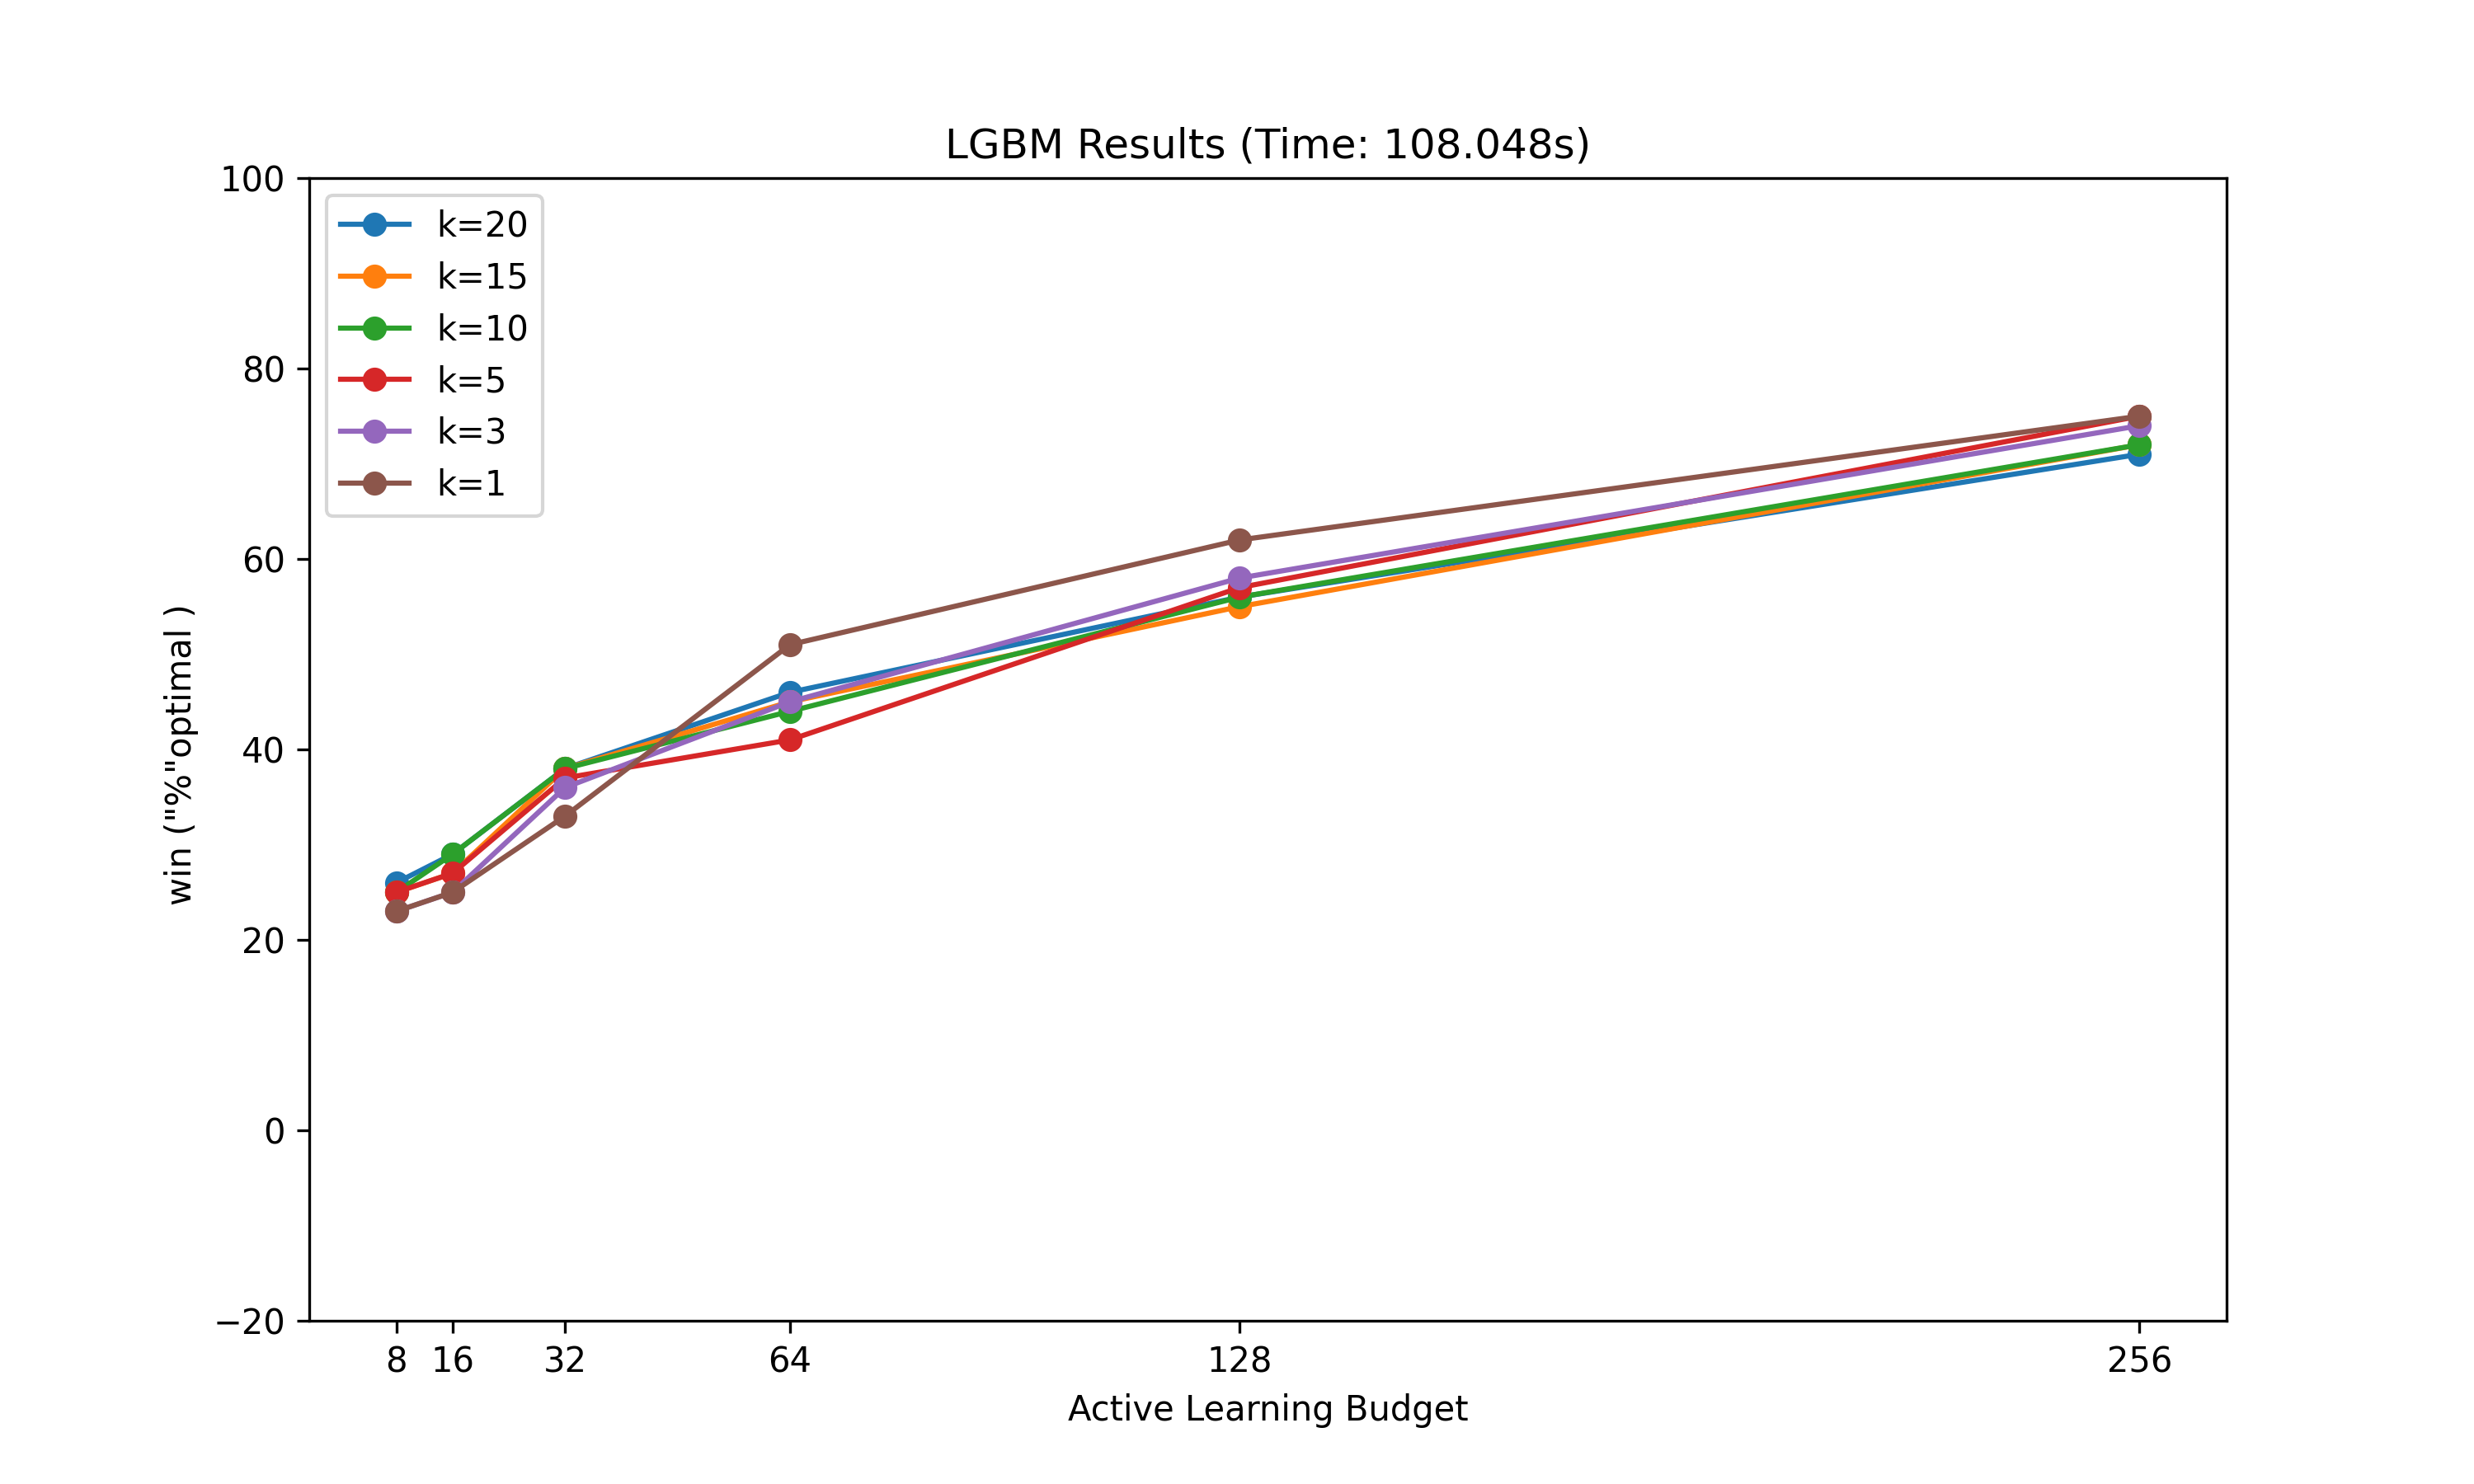 LGBM Results (Time: 108.048s)
100
80
60
40
20
0
−20
k=20
k=15
k=10
k=5
k=3
k=1
win ("%"optimal )
8 16 32 64 128 256
Active Learning Budget